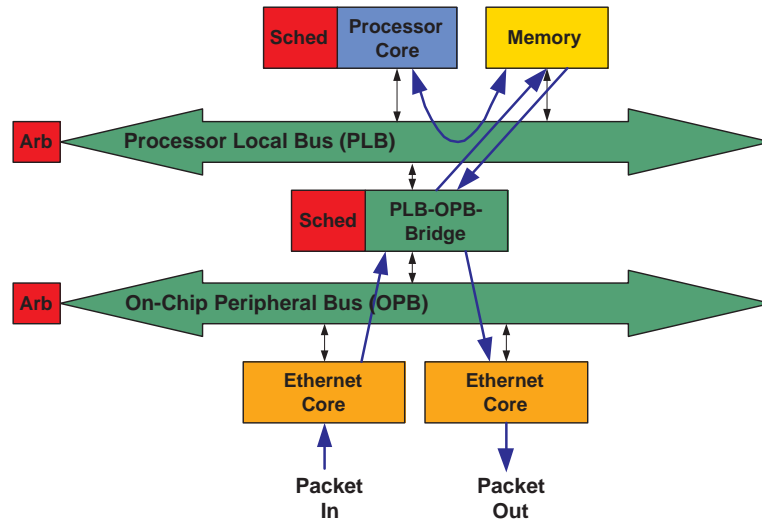 Sched
Processor
Core
Memory
Arb
Processor Local Bus (PLB)
Sched
PLB-OPB-
Bridge
Arb
On-Chip Peripheral Bus (OPB)
Ethernet
Core
Ethernet
Core
Packet
In
Packet
Out